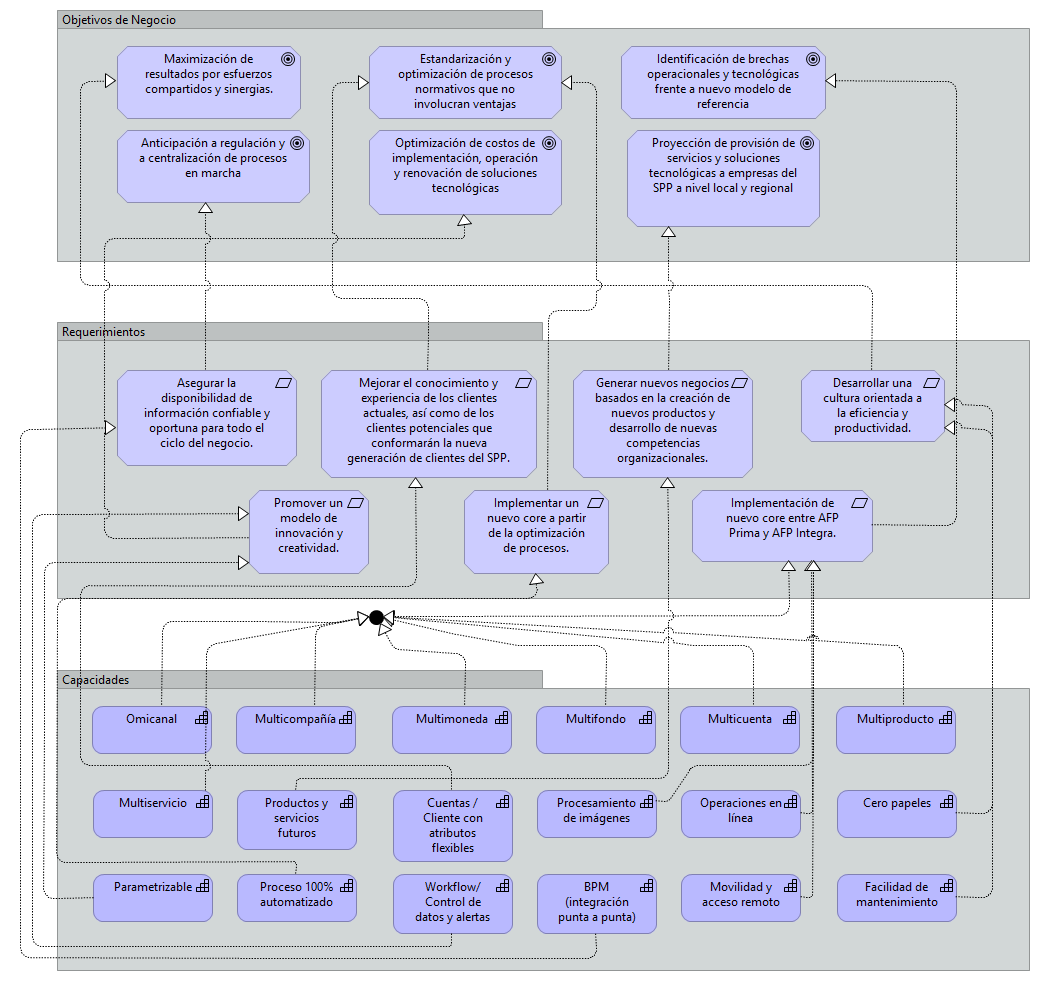 Objetivos de Negocio
Maximización de
resultados por esfuerzos
compartidos y sinergias.
Estandarización y
optimización de procesos
normativos que no
involucran ventajas
Identificación de brechas
operacionales y tecnológicas
frente a nuevo modelo de
referencia
Anticipación a regulación y
a centralización de procesos
en marcha
Optimización de costos de
implementación, operación
y renovación de soluciones
tecnológicas
Proyección de provisión de
servicios y soluciones
tecnológicas a empresas del
SPP a nivel local y regional
Requerimientos
Asegurar la
disponibilidad de
información confiable y
oportuna para todo el
ciclo del negocio.
Mejorar el conocimiento y
experiencia de los clientes
actuales, así como de los
clientes potenciales que
conformarán la nueva
generación de clientes del SPP.
Generar nuevos negocios
basados en la creación de
nuevos productos y
desarrollo de nuevas
competencias
organizacionales.
Desarrollar una
cultura orientada a
la eficiencia y
productividad.
Promover un
modelo de
innovación y
creatividad.
Implementar un
nuevo core a partir
de la optimización
de procesos.
Implementación de
nuevo core entre AFP
Prima y AFP Integra.
Capacidades
Omicanal
Multicompañía
Multimoneda
Multifondo
Multicuenta
Multiproducto
Multiservicio
Productos y
servicios
futuros
Cuentas /
Cliente con
atributos
flexibles
Procesamiento
de imágenes
Operaciones en
línea
Cero papeles
Parametrizable
Proceso 100%
automatizado
Workflow/
Control de
datos y alertas
BPM
(integración
punta a punta)
Movilidad y
acceso remoto
Facilidad de
mantenimiento